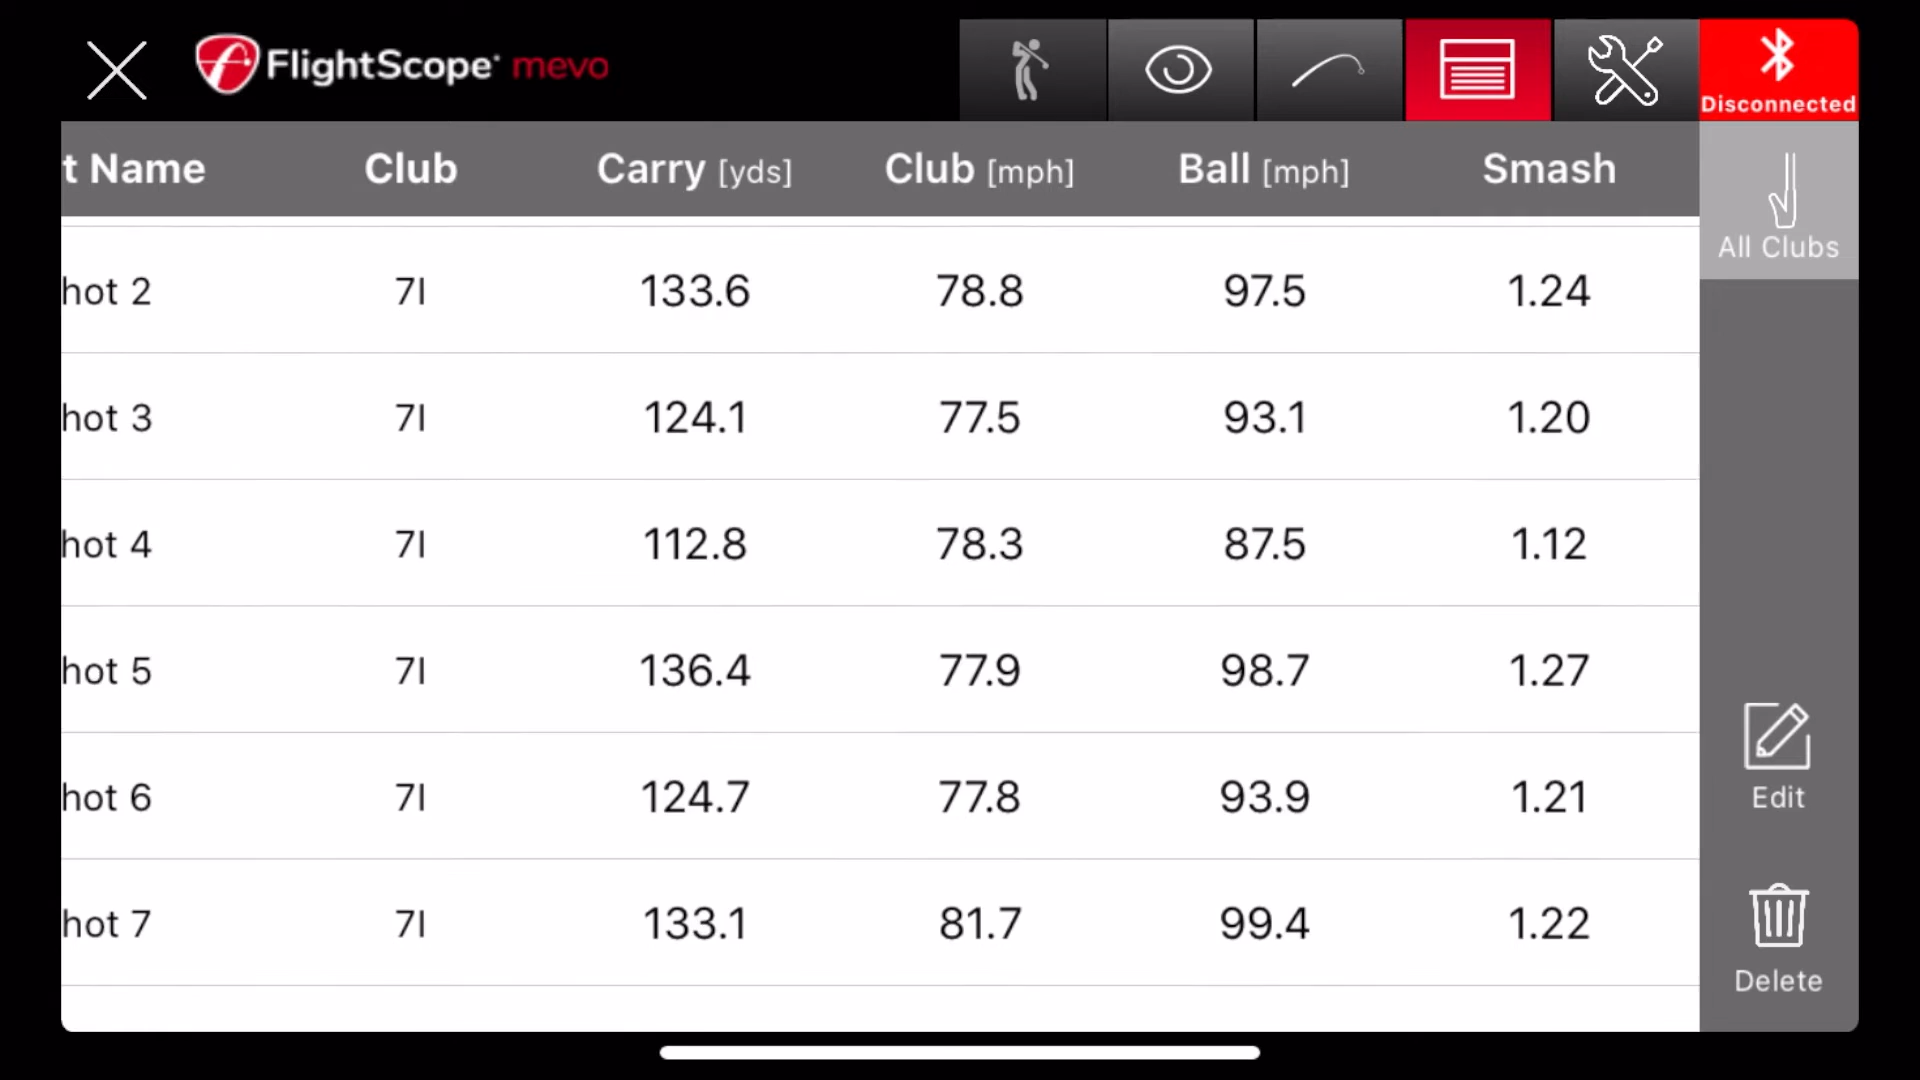 FlightScope mevo
Disconnected
t Name Club Carry [yds] Club [mph] Ball [mph] Smash
All Clubs
hot 2 7I 133.6 78.8 97.5 1.24
hot 3 7I 124.1 77.5 93.1 1.20
hot 4 7I 112.8 78.3 87.5 1.12
hot 5 7I 136.4 77.9 98.7 1.27
hot 6 7I 124.7 77.8 93.9 1.21
Edit
hot 7 7I 133.1 81.7 99.4 1.22
Delete